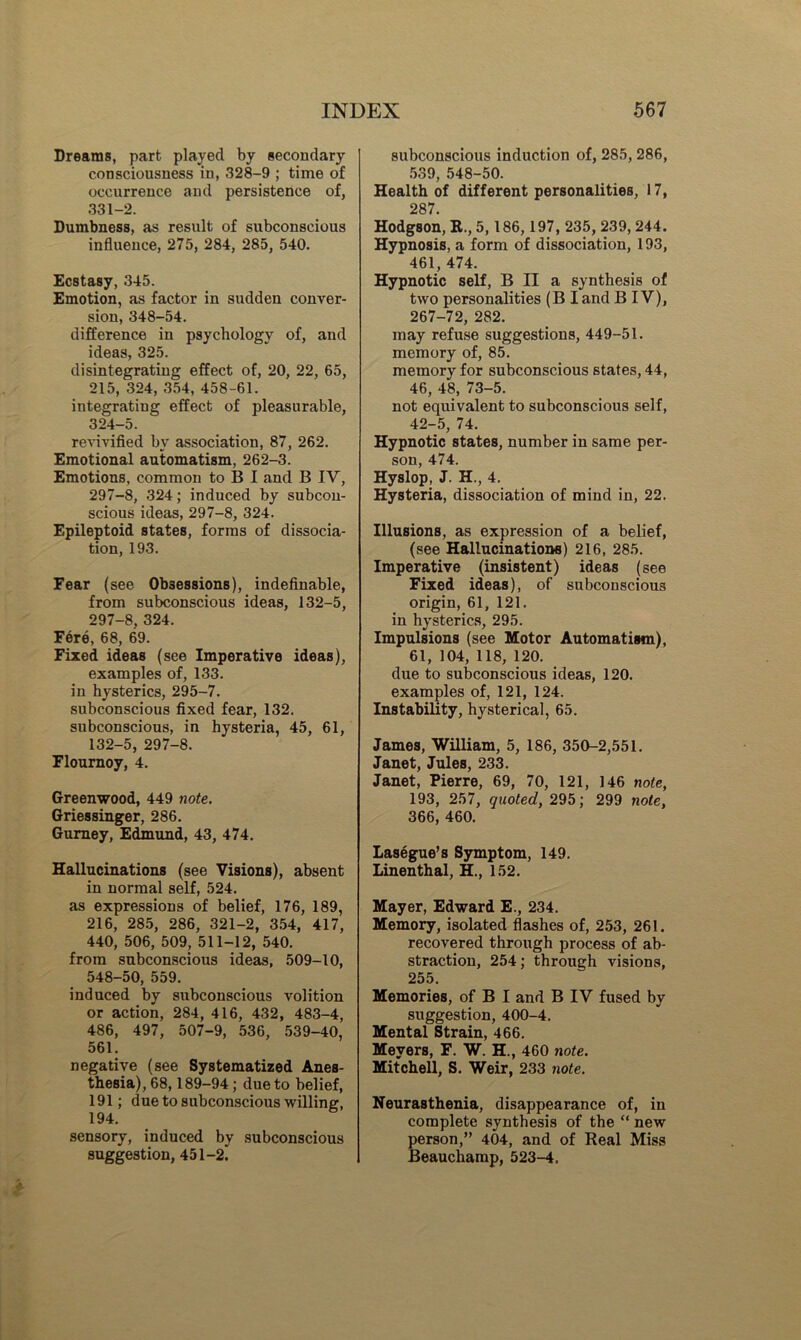 INDEX 567
Dreams, part played by secondary
consciousness in, 328–9 ; time of
occurrence and persistence of,
331–2.
Dumbness, as result of subconscious
influence, 275, 284, 285, 540.
Ecstasy, 345.
Emotion, as factor in sudden conver-
sion, 348–54.
difference in psychology of, and
ideas, 325.
disintegrating effect of, 20, 22, 65,
215, 324, 354, 458–61.
integrating effect of pleasurable,
324–5.
revivified by association, 87, 262.
Emotional automatism, 262–3.
Emotions, common to B I and B IV,
297–8, 324; induced by subcon-
scious ideas, 297–8, 324.
Epileptoid states, forms of dissocia-
tion, 193.
Fear (see Obsessions), indefinable,
from subconscious ideas, 132–5,
297–8, 324.
Féré, 68, 69.
Fixed ideas (see Imperative ideas),
examples of, 133.
in hysterics, 295–7.
subconscious fixed fear, 132.
subconscious, in hysteria, 45, 61,
132–5, 297–8.
Flournoy, 4.
Greenwood, 449 note.
Griessinger, 286.
Gurney, Edmund, 43, 474.
Hallucinations (see Visions), absent
in normal self, 524.
as expressions of belief, 176, 189,
216, 285, 286, 321–2, 354, 417,
440, 506, 509, 511–12, 540.
from subconscious ideas, 509–10,
548–50, 559.
induced by subconscious volition
or action, 284, 416, 432, 483–4,
486, 497, 507–9, 536, 539–40,
561.
negative (see Systematized Anes-
thesia), 68, 189–94 ; due to belief,
191 ; due to subconscious willing,
194.
sensory, induced by subconscious
suggestion, 451–2.
subconscious induction of, 285, 286,
539, 548–50.
Health of different personalities, 17,
287.
Hodgson, R., 5, 186, 197, 235, 239, 244.
Hypnosis, a form of dissociation, 193,
461, 474.
Hypnotic self, B II a synthesis of
two personalities (B I and B IV),
267–72, 282.
may refuse suggestions, 449–51.
memory of, 85.
memory for subconscious states, 44,
46, 48, 73–5.
not equivalent to subconscious self,
42–5, 74.
Hypnotic states, number in same per-
son, 474.
Hyslop, J. H., 4.
Hysteria, dissociation of mind in, 22.
Illusions, as expression of a belief,
(see Hallucinations) 216, 285.
Imperative (insistent) ideas (see
Fixed ideas), of subconscious
origin, 61, 121.
in hysterics, 295.
Impulsions (see Motor Automatism),
61, 104, 118, 120.
due to subconscious ideas, 120.
examples of, 121, 124.
Instability, hysterical, 65.
James, William, 5, 186, 350–2,551.
Janet, Jules, 233.
Janet, Pierre, 69, 70, 121, 146 note,
193, 257, quoted, 295; 299 note,
366, 460.
Laségue's Symptom, 149.
Linenthal, H., 152.
Mayer, Edward E., 234.
Memory, isolated flashes of, 253, 261.
recovered through process of ab-
straction, 254; through visions,
255.
Memories, of B I and B IV fused by
suggestion, 400–4.
Mental Strain, 466.
Meyers, F. W. H., 460 note.
Mitchell, S. Weir, 233 note.
Neurasthenia, disappearance of, in
complete synthesis of the “ new
person,” 404, and of Real Miss
Beauchamp, 523–4.